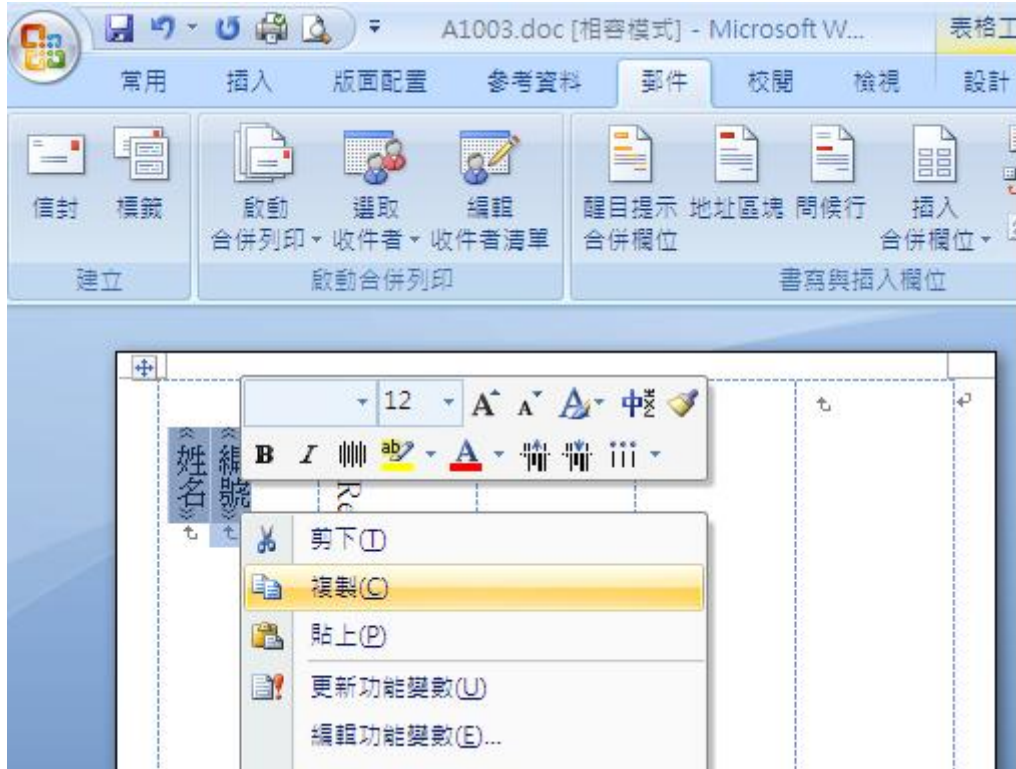 A1003.doc [相容模式] - Microsoft W...
表格工
常用 插入 版面配置 參考資料 郵件 校閱 檢視 設計
信封 標籤 啟動 選取 編輯 醒目提示 地址區塊 問候行 插入
合併列印 收件者 收件者清單 合併欄位 合併欄位
建立 啟動合併列印 書寫與插入欄位
12 A A A 中
B I ab A
«編號»
«姓名»
剪下(T)
複製(C)
貼上(P)
更新功能變數(U)
編輯功能變數(E)...